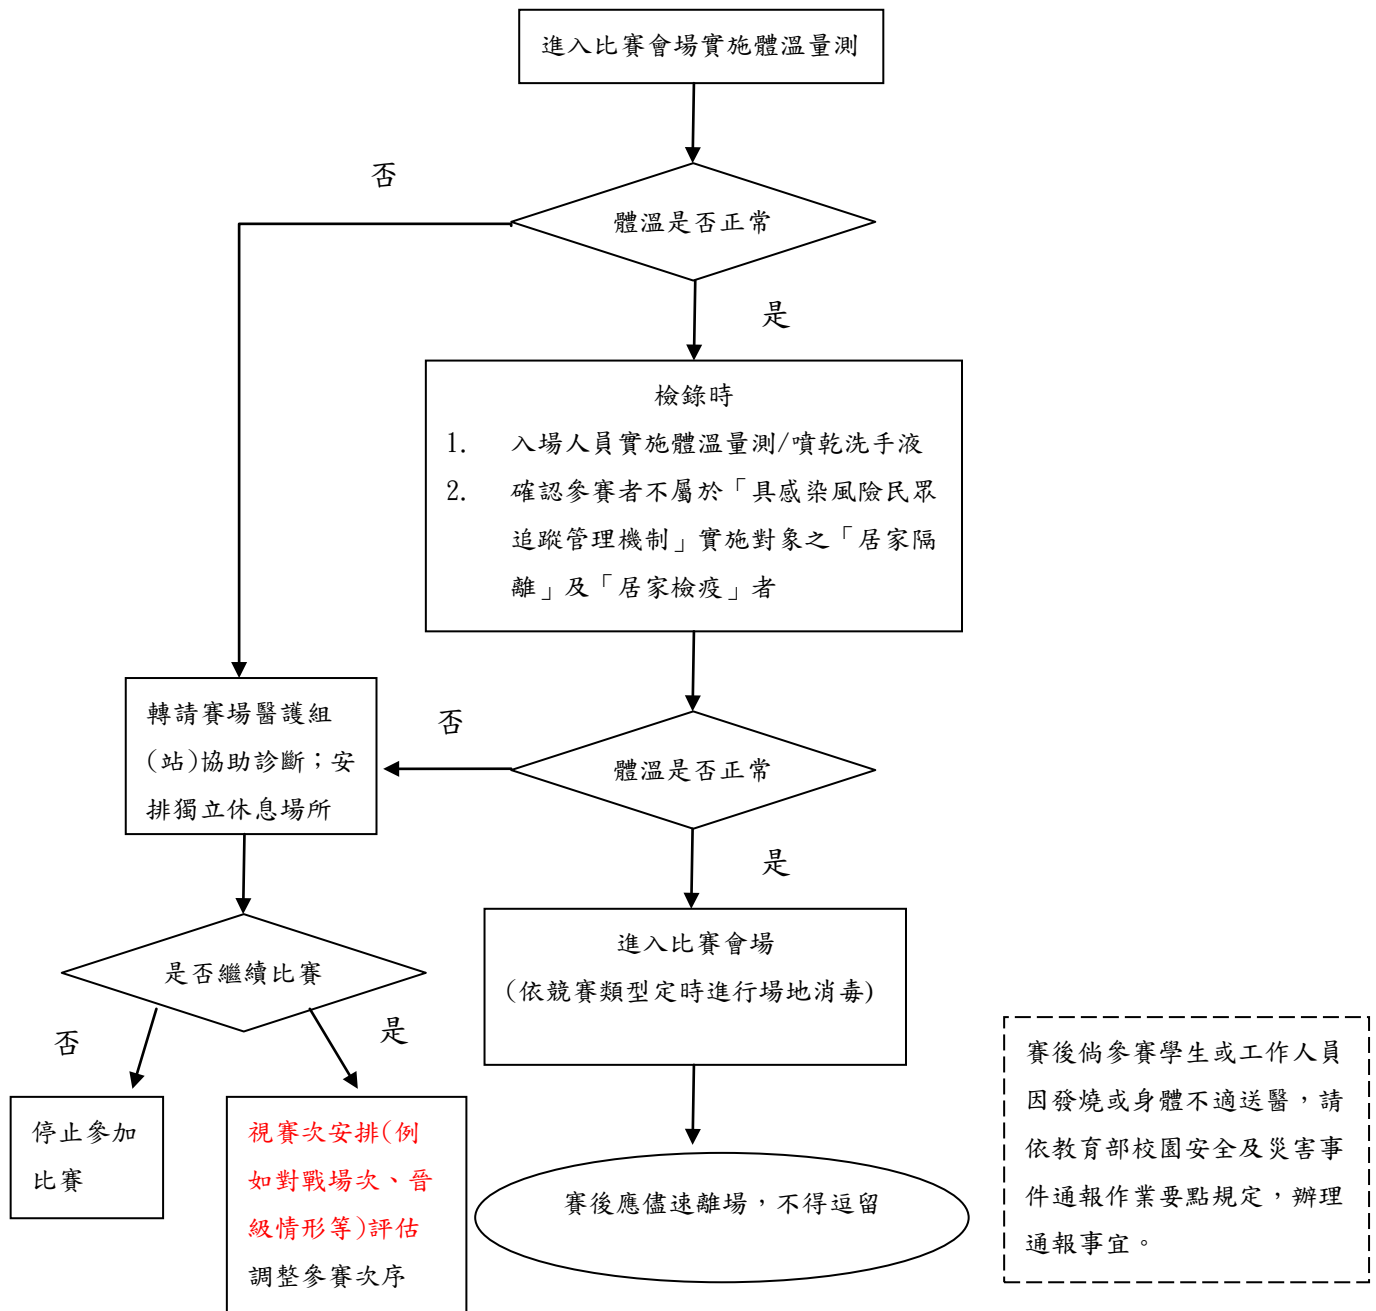 進入比賽會場實施體溫量測
否
體溫是否正常
是
檢錄時
1. 入場人員實施體溫量測/噴乾洗手液
2. 確認參賽者不屬於「具感染風險民眾
追蹤管理機制」實施對象之「居家隔
離」及「居家檢疫」者
轉請賽場醫護組
(站)協助診斷；安
排獨立休息場所
否
體溫是否正常
是
是否繼續比賽
進入比賽會場
(依競賽類型定時進行場地消毒)
否
是
停止參加
比賽
視賽次安排(例
如對戰場次、晉
級情形等)評估
調整參賽次序
賽後應儘速離場，不得逗留
賽後倘參賽學生或工作人員
因發燒或身體不適送醫，請
依教育部校園安全及災害事
件通報作業要點規定，辦理
通報事宜。